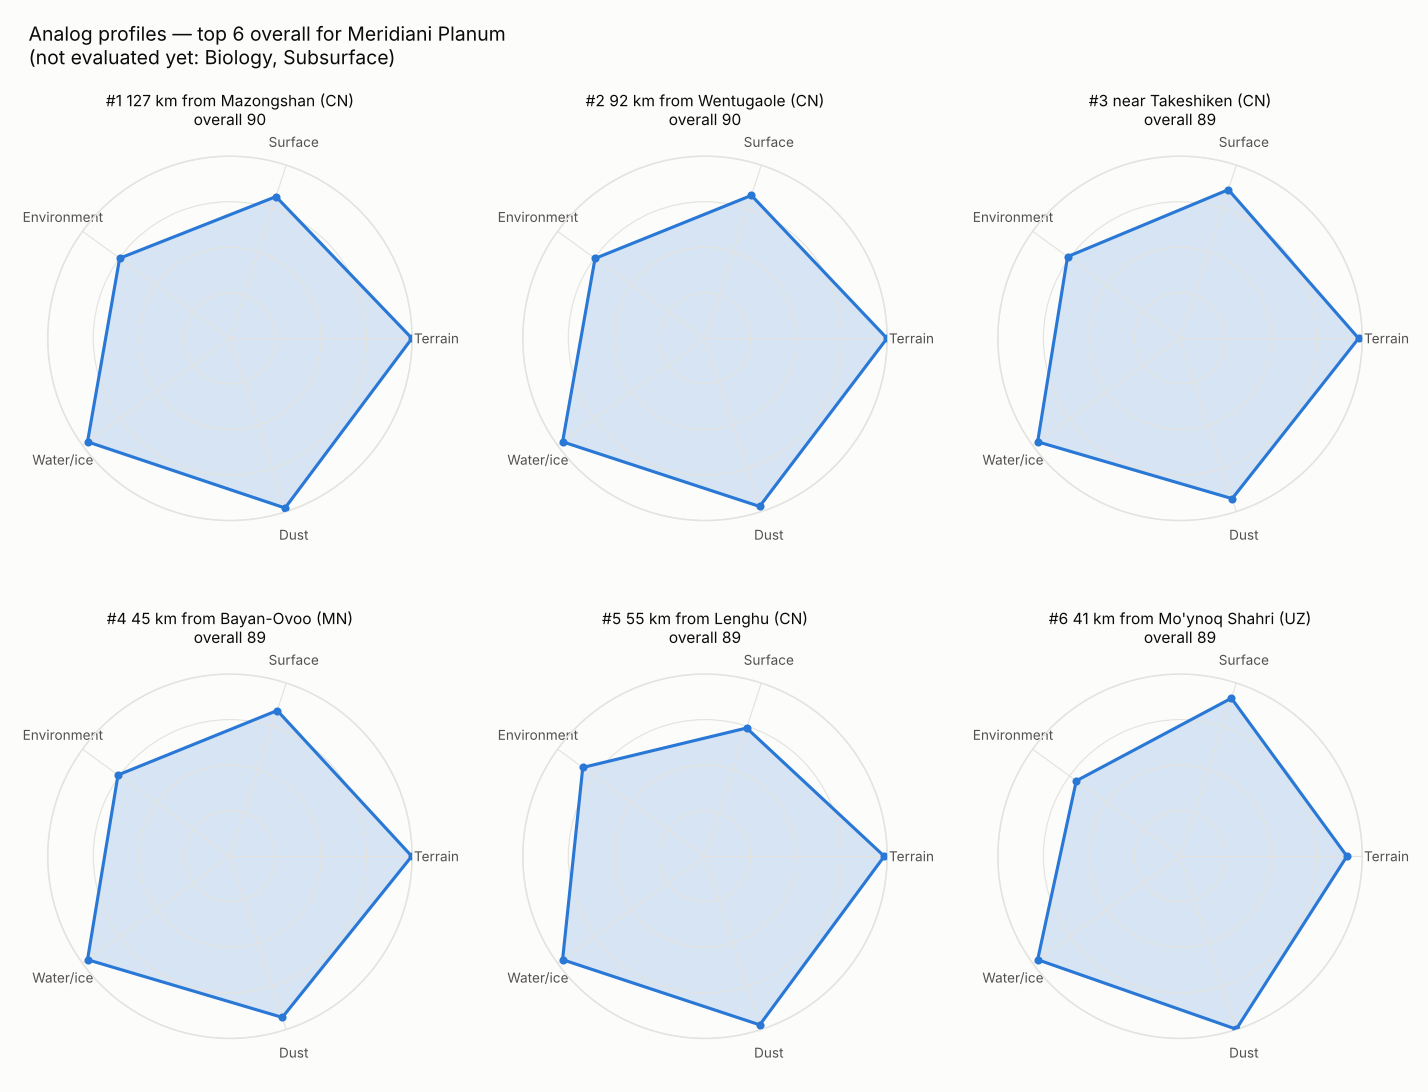 Analog profiles — top 6 overall for Meridiani Planum
(not evaluated yet: Biology, Subsurface)
#1 127 km from Mazongshan (CN)
overall 90
Surface
Environment
Terrain
Water/ice
Dust
#2 92 km from Wentugaole (CN)
overall 90
Surface
Environment
Terrain
Water/ice
Dust
#3 near Takeshiken (CN)
overall 89
Surface
Environment
Terrain
Water/ice
Dust
#4 45 km from Bayan-Ovoo (MN)
overall 89
Surface
Environment
Terrain
Water/ice
Dust
#5 55 km from Lenghu (CN)
overall 89
Surface
Environment
Terrain
Water/ice
Dust
#6 41 km from Mo'ynoq Shahri (UZ)
overall 89
Surface
Environment
Terrain
Water/ice
Dust